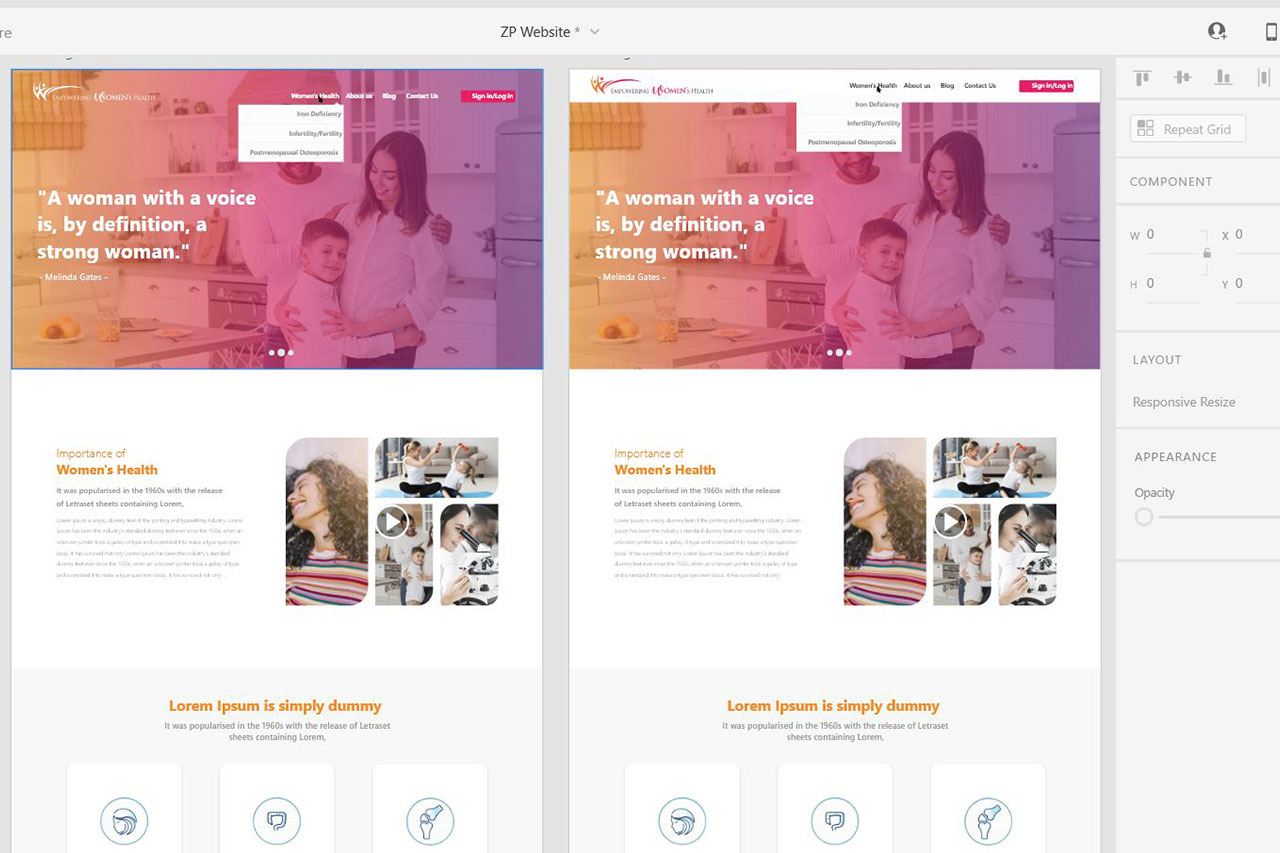 re
ZP Website *
EMPOWERING WOMEN'S HEALTH
Women's Health
About us
Blog
Contact Us
Sign in/Log in
Iron Deficiency
Infertility/Fertility
Postmenopausal Osteoporosis
"A woman with a voice
is, by definition, a
strong woman."
- Melinda Gates -
Importance of
Women's Health
It was popularised in the 1960s with the release
of Letraset sheets containing Lorem,
Lorem Ipsum is simply dummy text of the printing and typesetting industry. Lorem
Ipsum has been the industry's standard dummy text ever since the 1500s, when an
unknown printer took a galley of type and scrambled it to make a type specimen
book. It has survived not only Lorem Ipsum has been the industry's standard
dummy text ever since the 1500s, when an unknown printer took a galley of type
and scrambled it to make a type specimen book. It has survived not only
Lorem Ipsum is simply dummy
It was popularised in the 1960s with the release of Letraset
sheets containing Lorem,
EMPOWERING WOMEN'S HEALTH
Women's Health
About us
Blog
Contact Us
Sign in/Log in
Iron Deficiency
Infertility/Fertility
Postmenopausal Osteoporosis
"A woman with a voice
is, by definition, a
strong woman."
- Melinda Gates -
Importance of
Women's Health
It was popularised in the 1960s with the release
of Letraset sheets containing Lorem,
Lorem Ipsum is simply dummy text of the printing and typesetting industry. Lorem
Ipsum has been the industry's standard dummy text ever since the 1500s, when an
unknown printer took a galley of type and scrambled it to make a type specimen
book. It has survived not only Lorem Ipsum has been the industry's standard
dummy text ever since the 1500s, when an unknown printer took a galley of type
and scrambled it to make a type specimen book. It has survived not only
Lorem Ipsum is simply dummy
It was popularised in the 1960s with the release of Letraset
sheets containing Lorem,
Repeat Grid
COMPONENT
W 0
X 0
H 0
Y 0
LAYOUT
Responsive Resize
APPEARANCE
Opacity